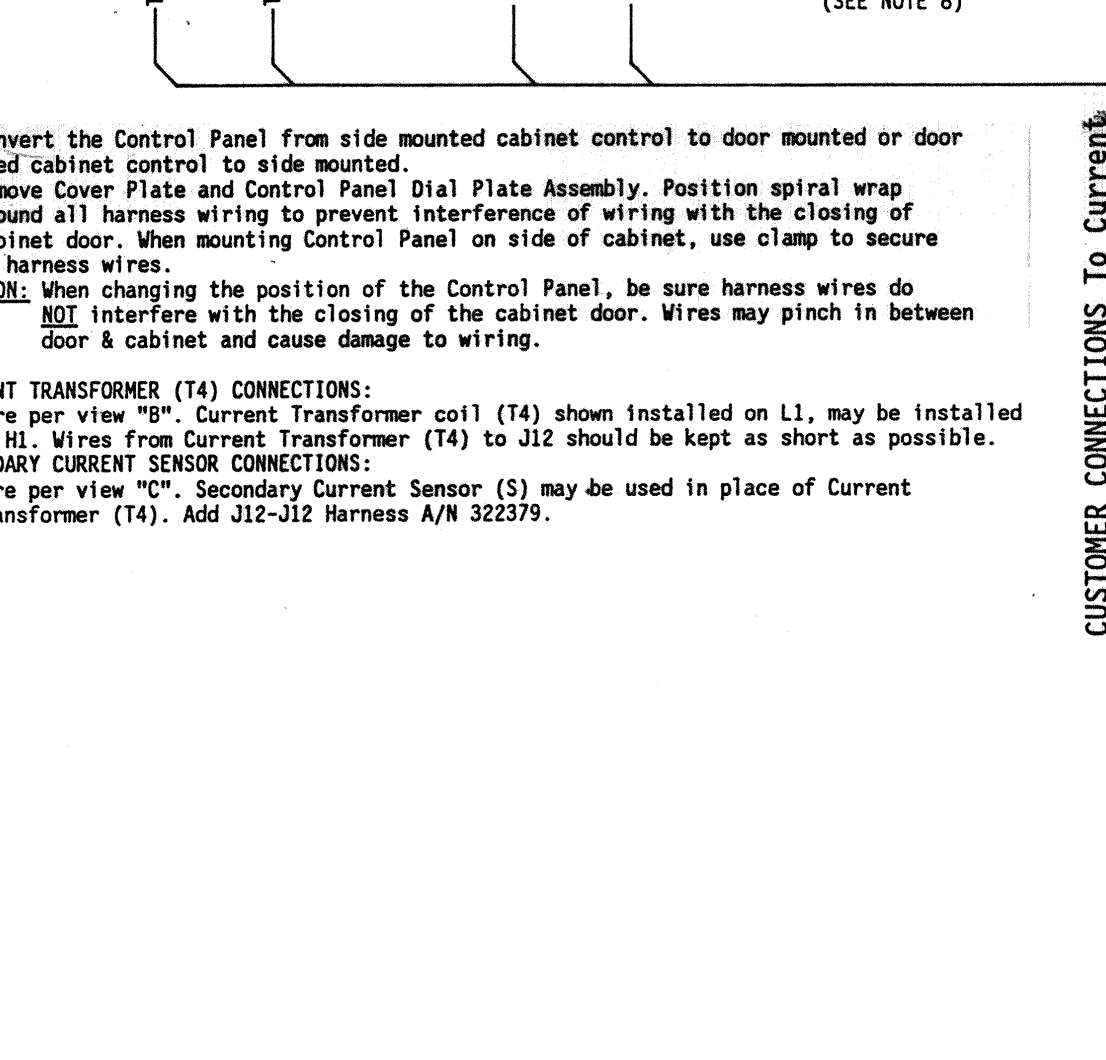 (SEE NOTE 8)
nvert the Control Panel from side mounted cabinet control to door mounted or door
ed cabinet control to side mounted.
move Cover Plate and Control Panel Dial Plate Assembly. Position spiral wrap
ound all harness wiring to prevent interference of wiring with the closing of
binet door. When mounting Control Panel on side of cabinet, use clamp to secure
harness wires.
ON: When changing the position of the Control Panel, be sure harness wires do
NOT interfere with the closing of the cabinet door. Wires may pinch in between
door & cabinet and cause damage to wiring.
NT TRANSFORMER (T4) CONNECTIONS:
re per view "B". Current Transformer coil (T4) shown installed on L1, may be installed
H1. Wires from Current Transformer (T4) to J12 should be kept as short as possible.
DARY CURRENT SENSOR CONNECTIONS:
re per view "C". Secondary Current Sensor (S) may be used in place of Current
ansformer (T4). Add J12-J12 Harness A/N 322379.
CUSTOMER CONNECTIONS To Current